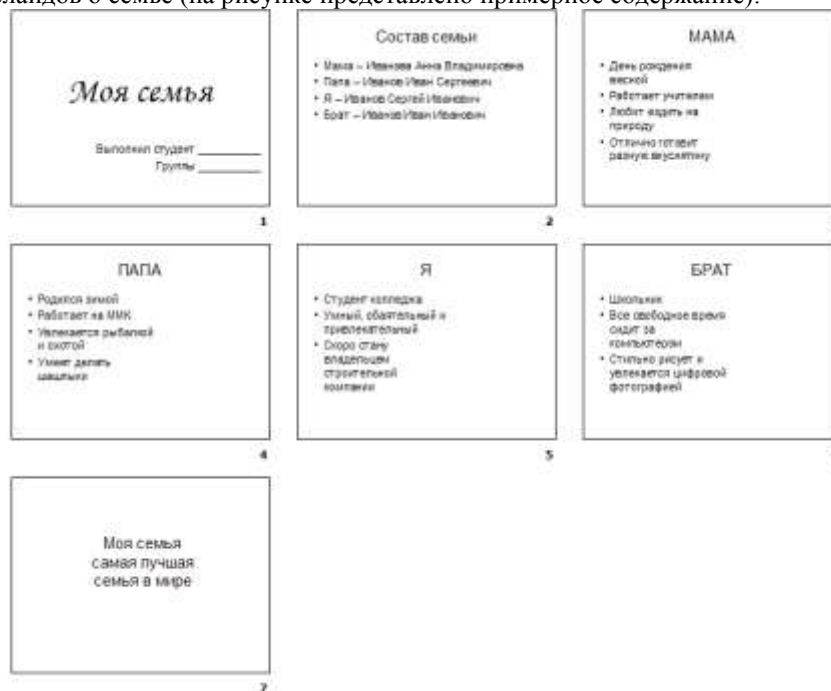 слайдов о семье (на рисунке представлено примерное содержание).
Моя семья
Выполнил студент
Группы
1
Состав семьи
• Мама – Иванова Анна Владимировна
• Папа – Иванов Иван Сергеевич
• Я – Иванов Сергей Иванович
• Брат – Иванов Иван Иванович
2
МАМА
• День рождения
весной
• Работает учителем
• Любит ездить на
природу
• Отлично готовит
разную вкуснятину
ПАПА
• Родился зимой
• Работает на ММК
• Увлекается рыбалкой
и охотой
• Умеет делать
шашлыки
4
Я
• Студент колледжа
• Умный, обаятельный и
привлекательный
• Скоро стану
владельцем
строительной
компании
5
БРАТ
• Школьник
• Все свободное время
сидит за
компьютером
• Стильно рисует и
увлекается цифровой
фотографией
Моя семья
самая лучшая
семья в мире
7